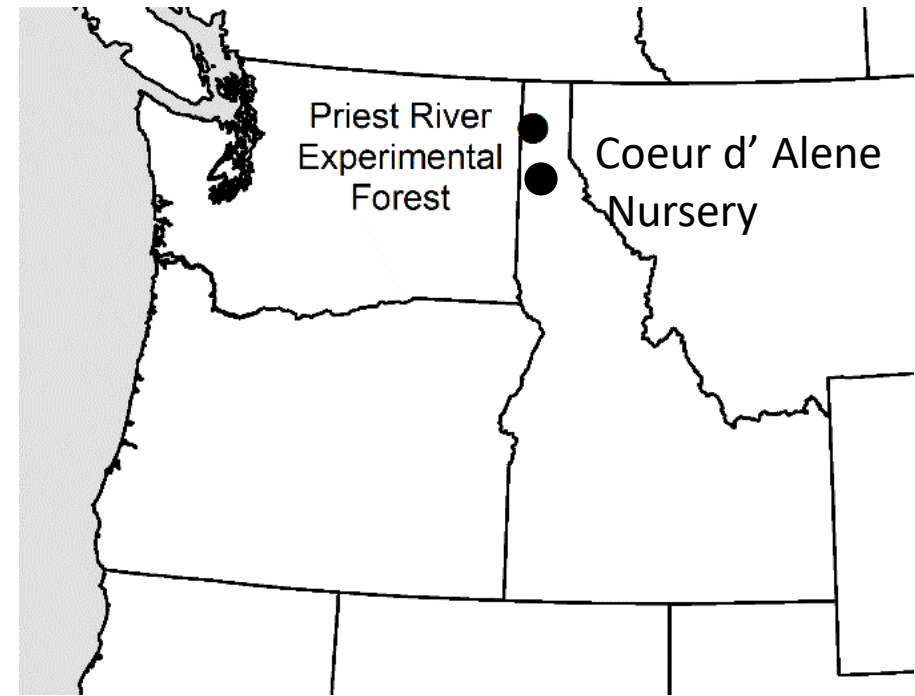 Priest River
Experimental
Forest
Coeur d’ Alene
Nursery